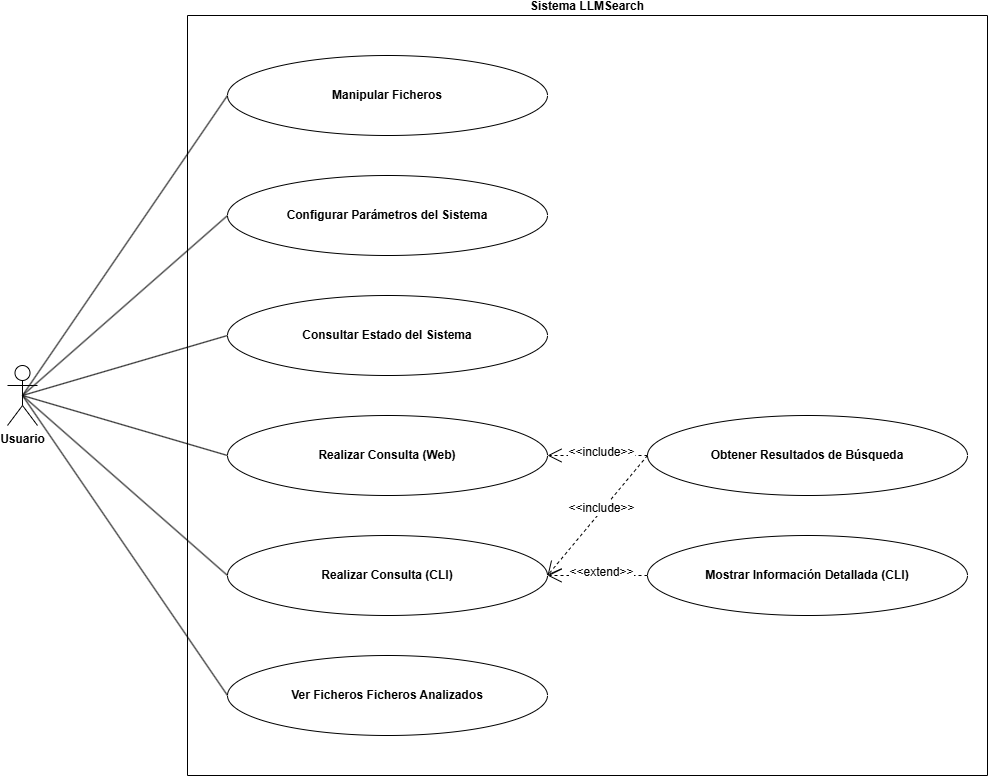 Sistema LLMSearch
Manipular Ficheros
Configurar Parámetros del Sistema
Consultar Estado del Sistema
Usuario
Realizar Consulta (Web)
<<include>>
Obtener Resultados de Búsqueda
<<include>>
Realizar Consulta (CLI)
<<extend>>
Mostrar Información Detallada (CLI)
Ver Ficheros Ficheros Analizados